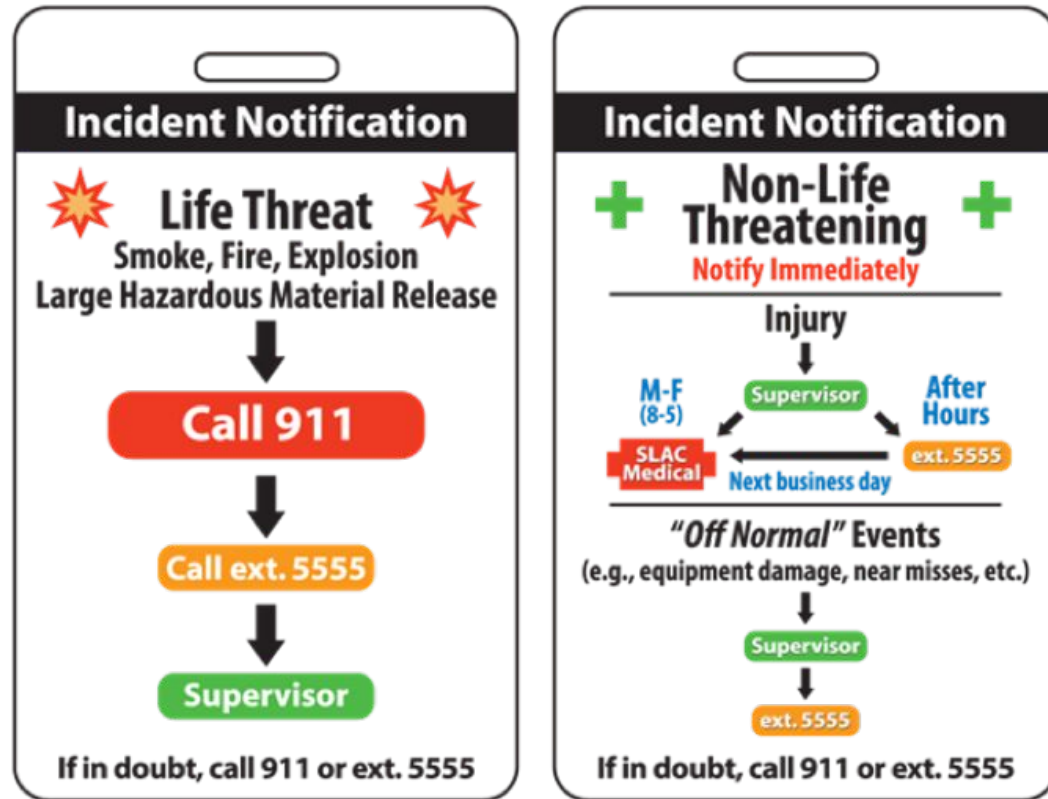 Incident Notification
Life Threat
Smoke, Fire, Explosion
Large Hazardous Material Release
Call 911
Call ext. 5555
Supervisor
If in doubt, call 911 or ext. 5555
Incident Notification
Non-Life
Threatening
Notify Immediately
Injury
Supervisor
M-F
(8-5)
After
Hours
SLAC
Medical
ext. 5555
Next business day
"Off Normal" Events
(e.g., equipment damage, near misses, etc.)
Supervisor
ext. 5555
If in doubt, call 911 or ext. 5555